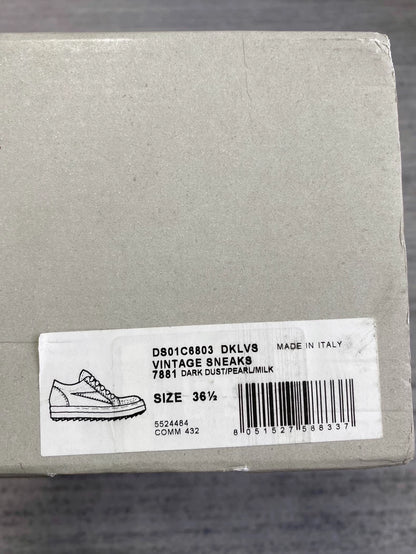 DS01C6803 DKLVS
MADE IN ITALY
VINTAGE SNEAKS
7881 DARK DUST/PEARL/MILK
SIZE 36½
5524484
COMM 432
8 051527 588337